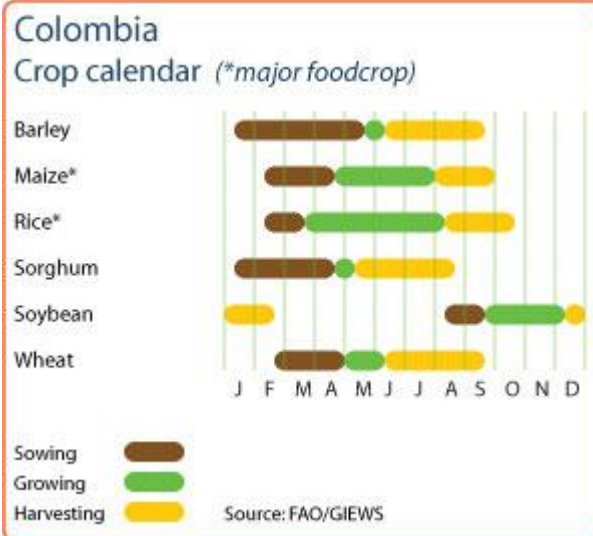 Colombia
Crop calendar (*major foodcrop)
Barley
Maize*
Rice*
Sorghum
Soybean
Wheat
J F M A M J J A S O N D
Sowing
Growing
Harvesting Source: FAO/GIEWS